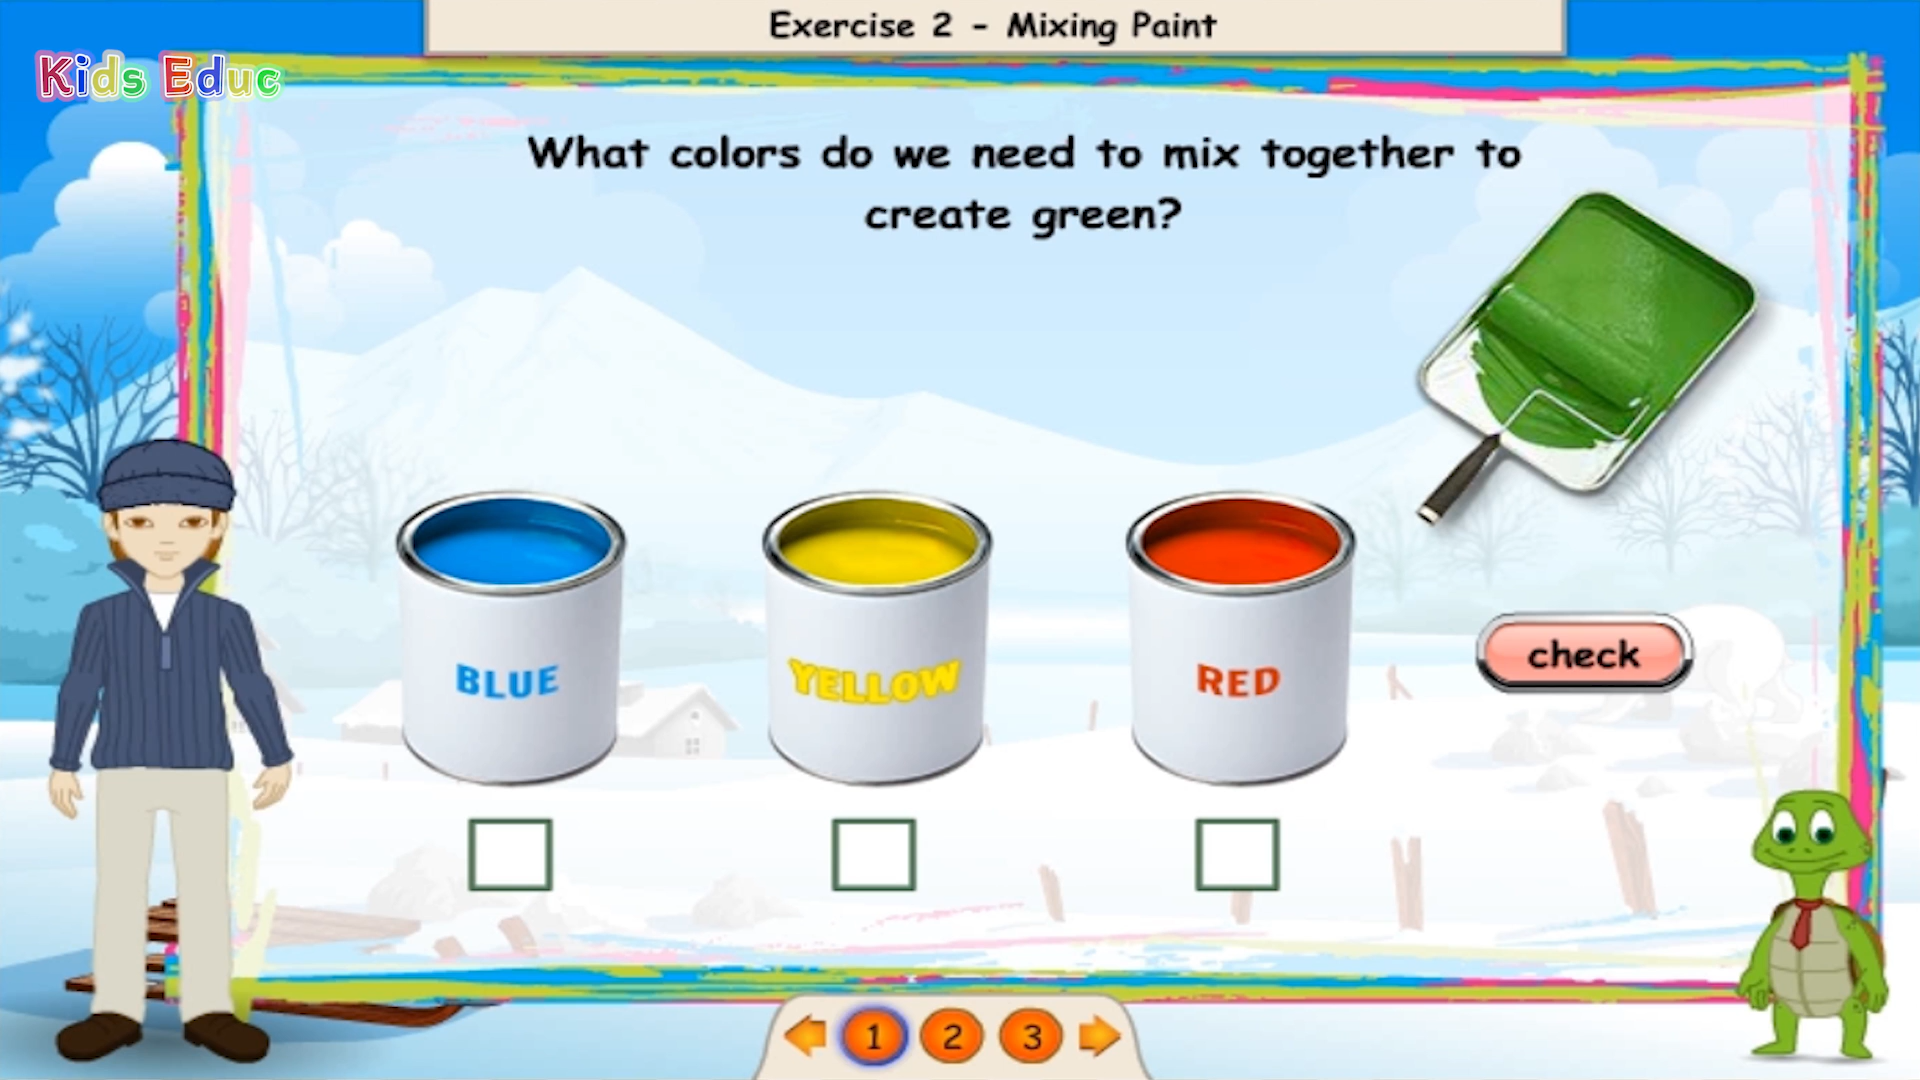 Exercise 2 - Mixing Paint
Kids Educ
What colors do we need to mix together to
create green?
BLUE
YELLOW
RED
check
1
2
3